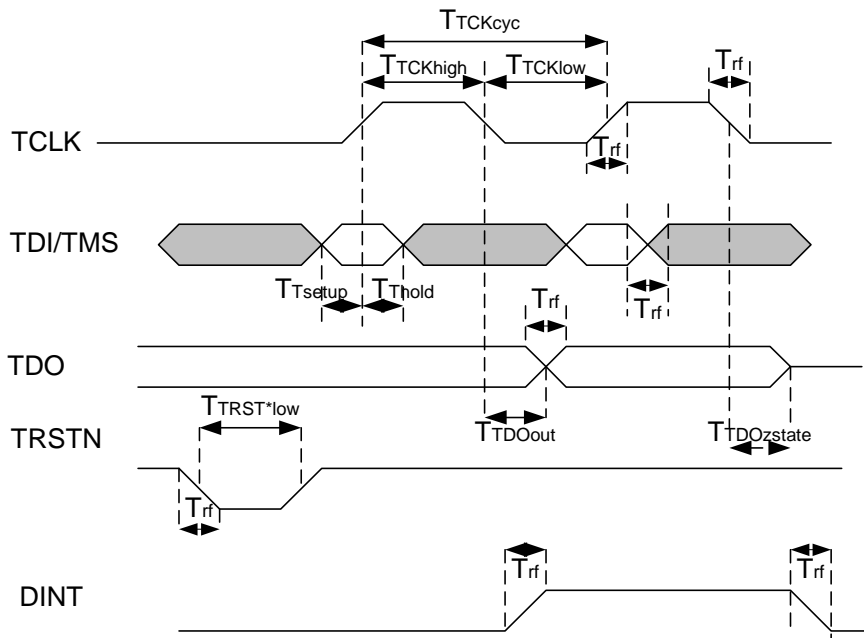 TTCKcyc
TTCKhigh TTCKlow Trf
TCLK
Trf
TDI/TMS
TTsetup TThold Trf Trf
TDO
TTRST*low
TRSTN TTDOout TTDOzstate
Trf
Trf Trf
DINT